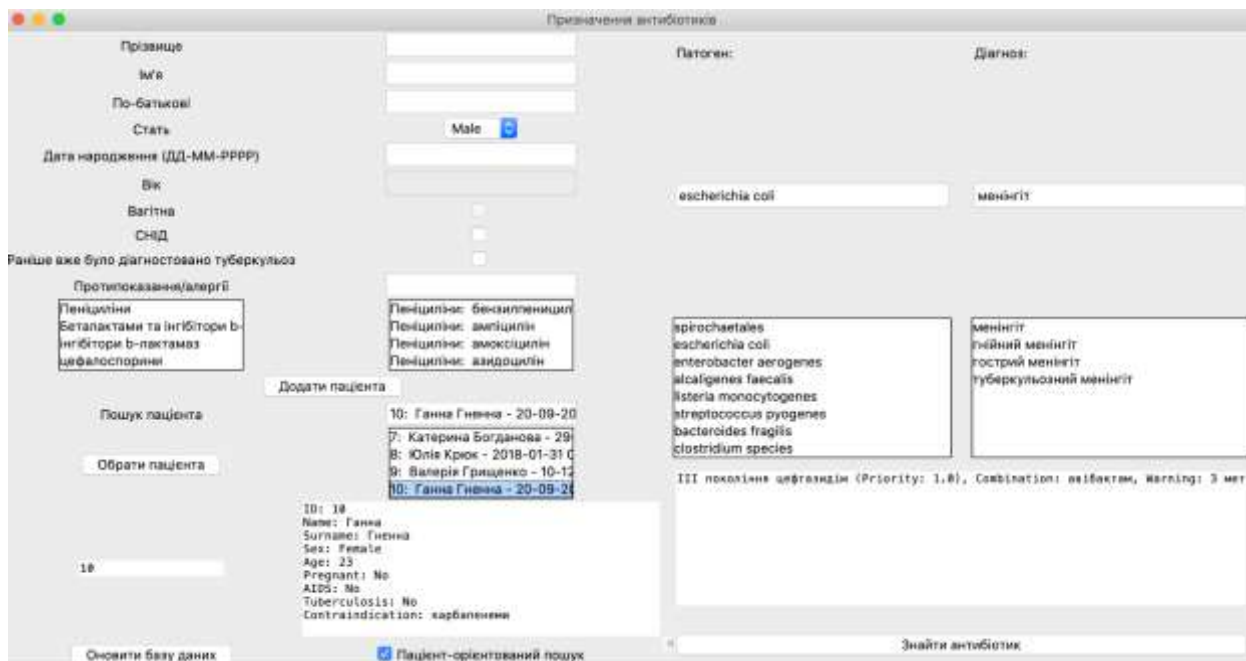 Призначення антибіотиків
Прізвище
Ім'я
По-батькові
Стать
Male
Дата народження (ДД-ММ-РРРР)
Вік
Вагітна
СНІД
Раніше вже було діагностовано туберкульоз
Протипоказання/алергії
Пеніциліни
Беталактами та інгібітори b-
інгібітори b-лактамаз
цефалоспорини
Пеніциліни: бензилпеницил
Пеніциліни: ампіцилін
Пеніциліни: амоксіцилін
Пеніциліни: азидоцилін
Додати пацієнта
Пошук пацієнта
10: Ганна Гненна - 20-09-20
Обрати пацієнта
7: Катерина Богданова - 29
8: Юлія Крюк - 2018-01-31 0
9: Валерія Грищенко - 10-12
10: Ганна Гненна - 20-09-20
10
ID: 10
Name: Ганна
Surname: Гненна
Sex: Female
Age: 23
Pregnant: No
AIDS: No
Tuberculosis: No
Contraindication: карбапенеми
Оновити базу даних
Пацієнт-орієнтований пошук
Патоген:
Діагноз:
escherichia coli
менінгіт
spirochaetales
escherichia coli
enterobacter aerogenes
alcaligenes faecalis
listeria monocytogenes
streptococcus pyogenes
bacteroides fragilis
clostridium species
менінгіт
гнійний менінгіт
гострий менінгіт
туберкульозний менінгіт
III покоління цефтазидім (Priority: 1.0), Combination: авібактам, Warning: З мет
Знайти антибіотик